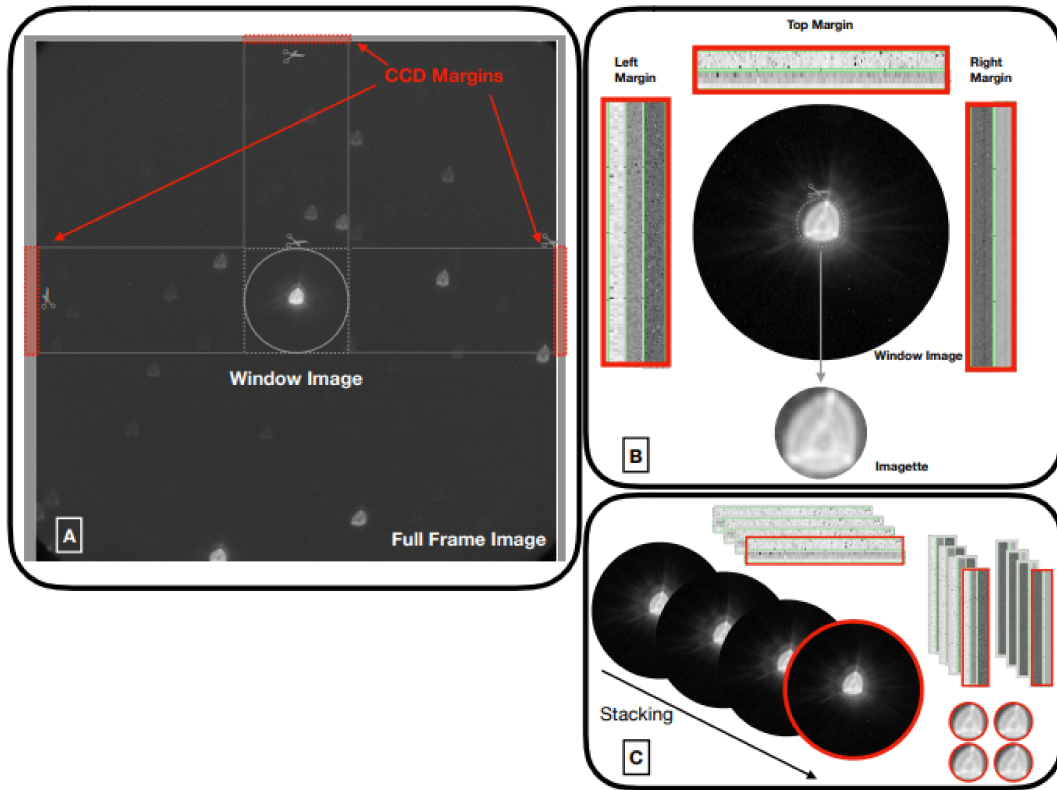 CCD Margins
Window Image
A
Full Frame Image
Top Margin
Left
Margin
Right
Margin
Window Image
B
Imagette
Stacking
C